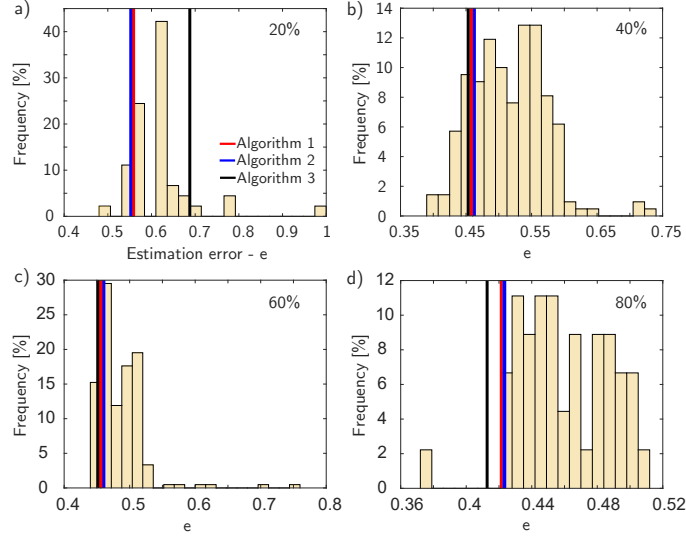 a)
20%
Frequency [%]
40
30
20
10
0
0.4 0.5 0.6 0.7 0.8 0.9 1
Estimation error - e
Algorithm 1
Algorithm 2
Algorithm 3
b)
40%
Frequency [%]
14
12
10
8
6
4
2
0
0.35 0.45 0.55 0.65 0.75
e
c)
60%
Frequency [%]
30
25
20
15
10
5
0
0.4 0.5 0.6 0.7 0.8
e
d)
80%
Frequency [%]
12
10
8
6
4
2
0
0.36 0.4 0.44 0.48 0.52
e